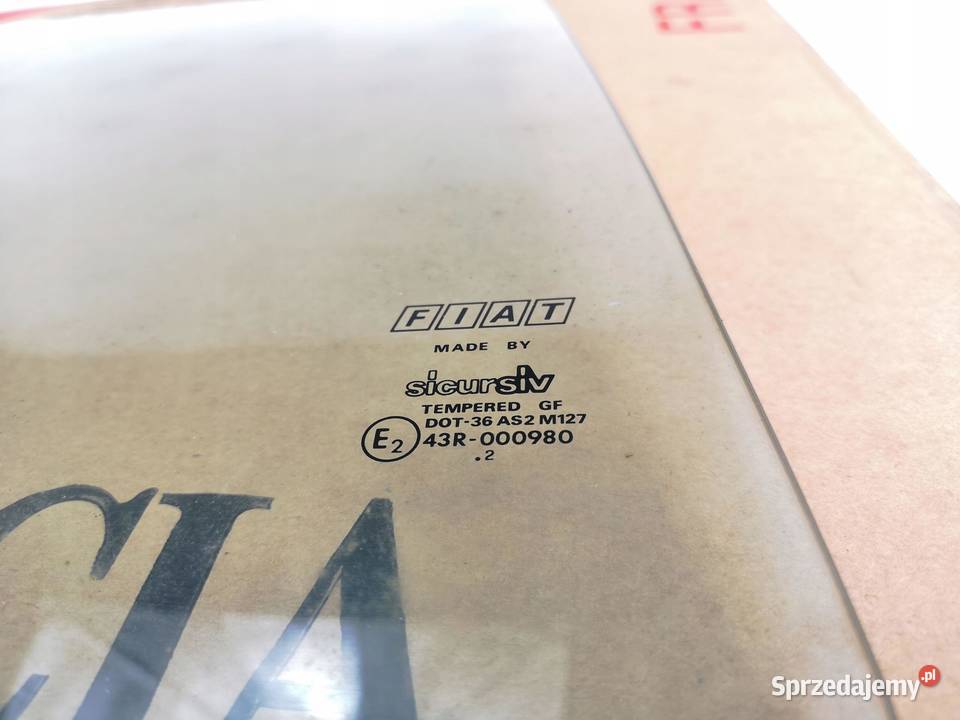 FIAT
MADE BY
sicursiv
TEMPERED GF
DOT-36 AS2 M127
E2 43R-000980
.2
CIA
Sprzedajemy.pl